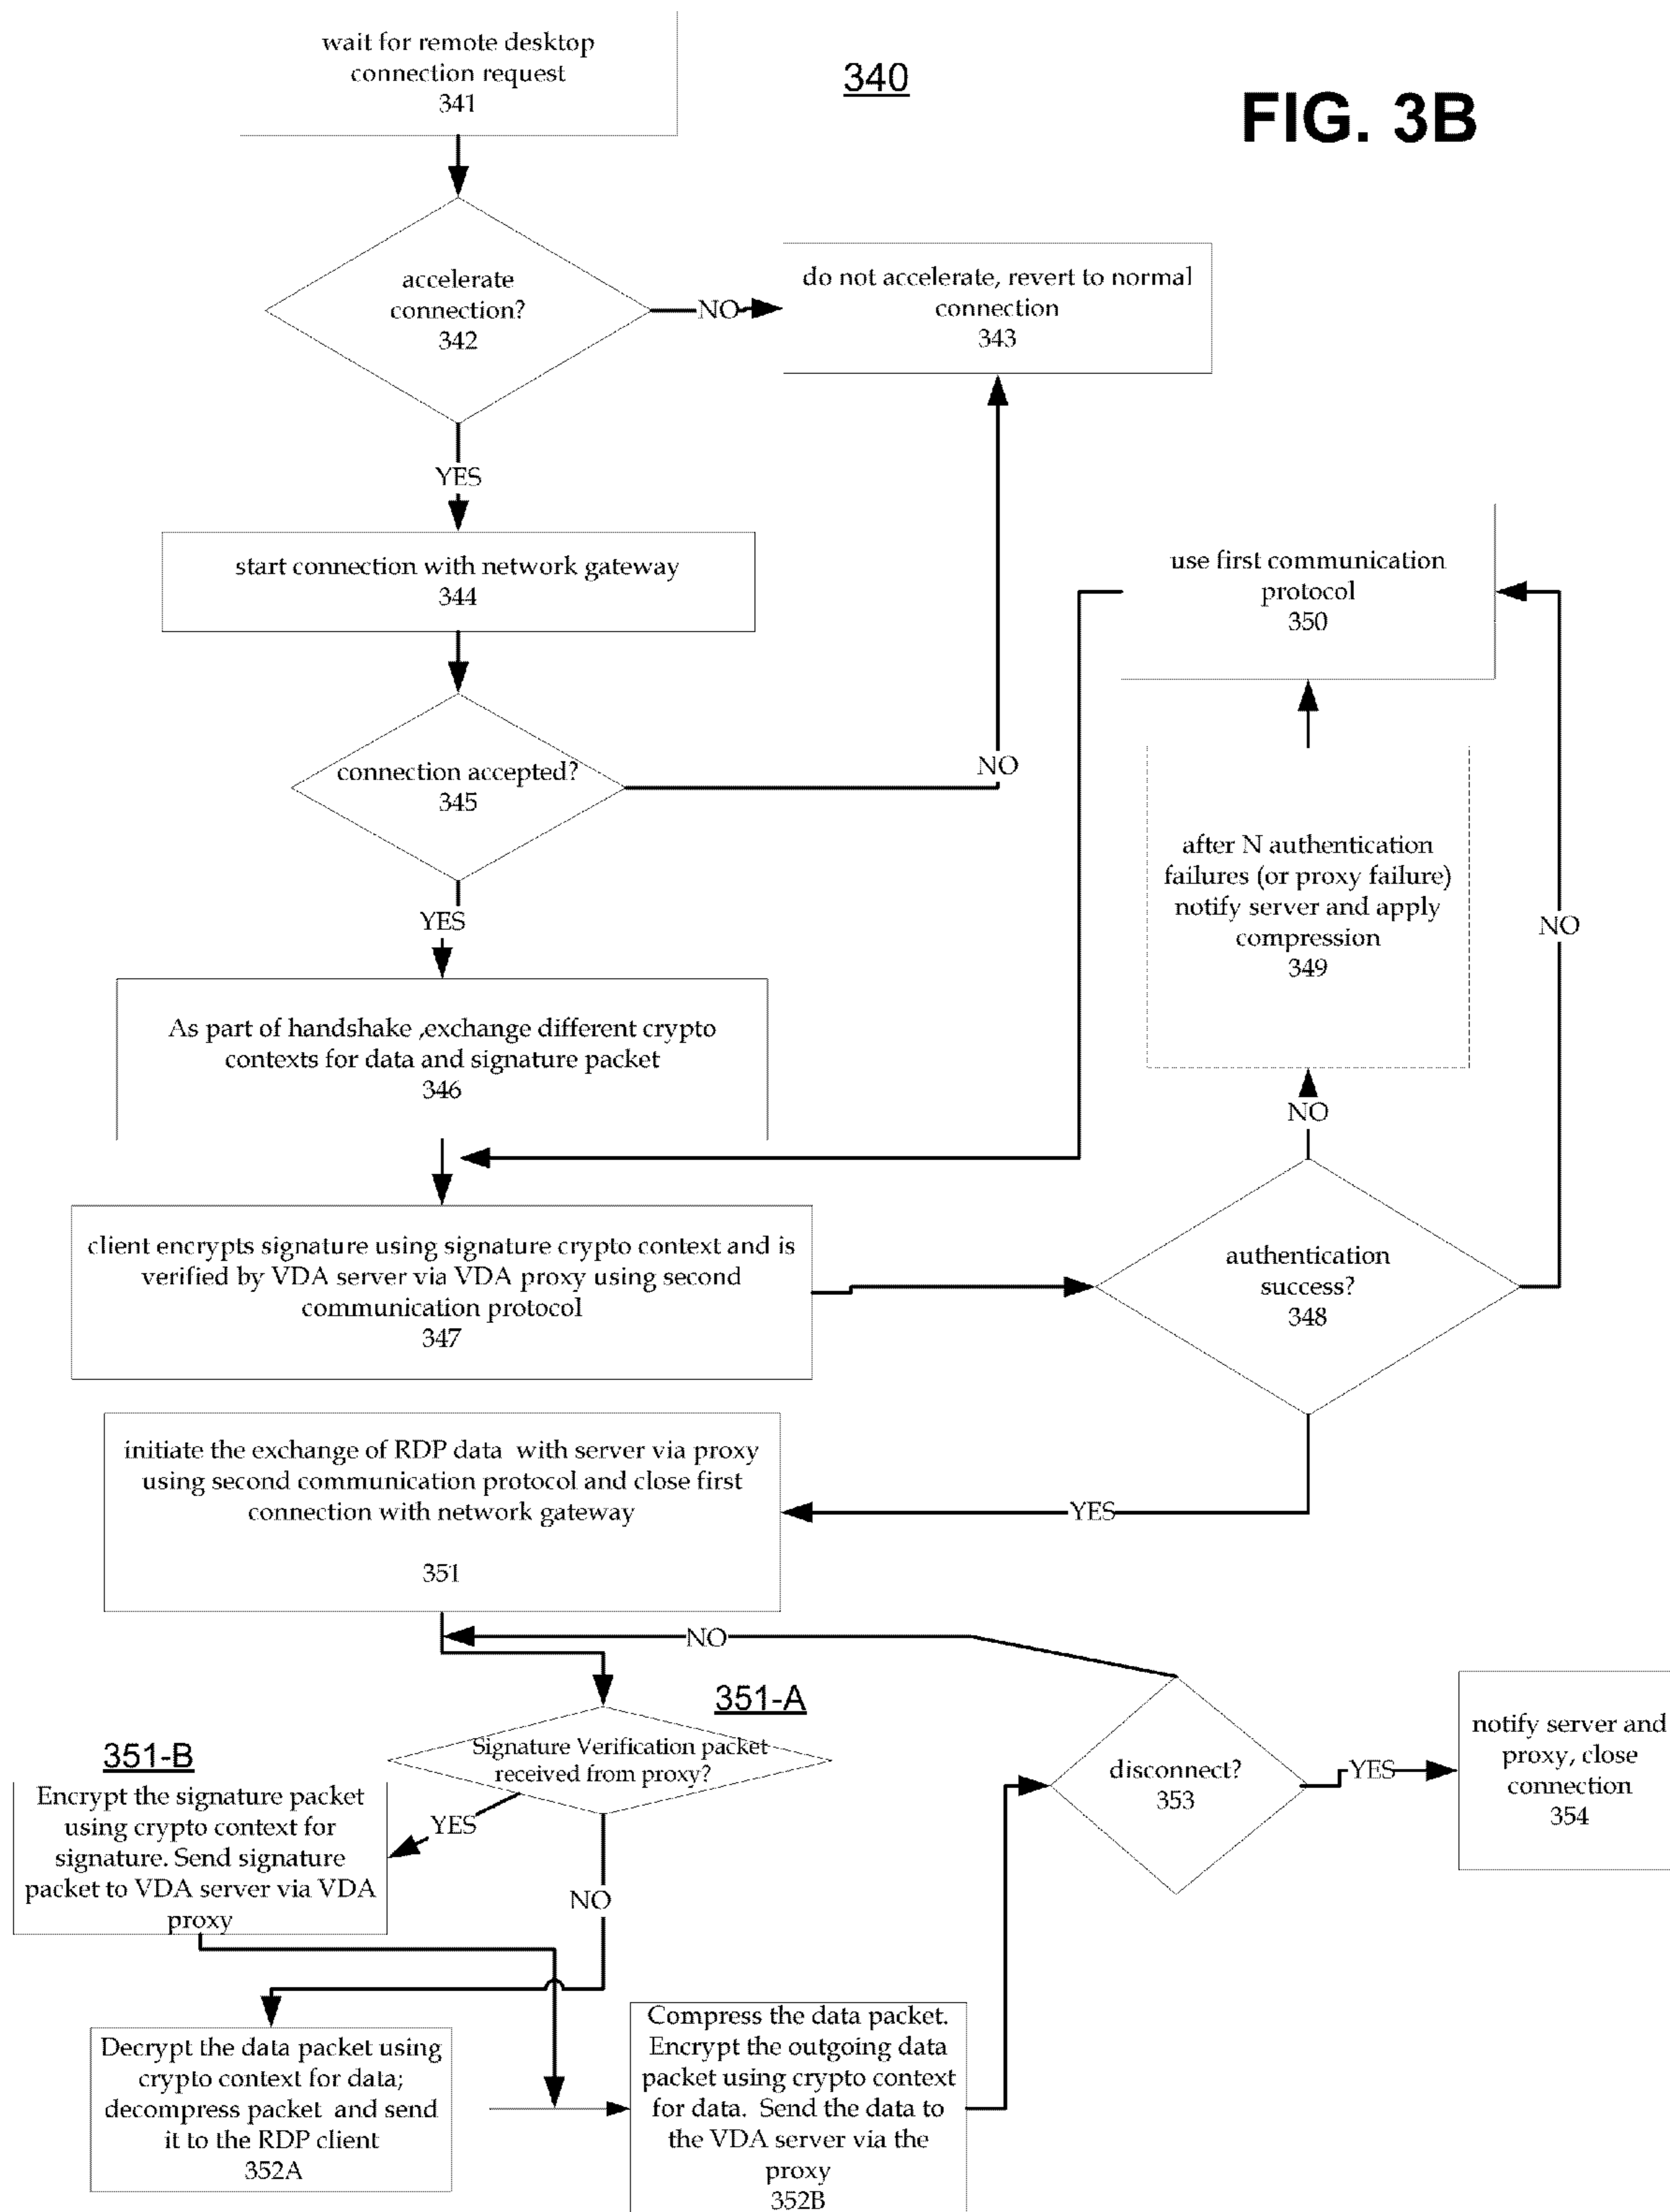 wait for remote desktop
connection request
341
340
FIG. 3B
accelerate
connection?
342
NO
do not accelerate, revert to normal
connection
343
YES
start connection with network gateway
344
use first communication
protocol
350
connection accepted?
345
NO
after N authentication
failures (or proxy failure)
notify server and apply
compression
349
NO
YES
As part of handshake ,exchange different crypto
contexts for data and signature packet
346
NO
client encrypts signature using signature crypto context and is
verified by VDA server via VDA proxy using second
communication protocol
347
authentication
success?
348
initiate the exchange of RDP data with server via proxy
using second communication protocol and close first
connection with network gateway
351
YES
NO
351-A
Signature Verification packet
received from proxy?
351-B
Encrypt the signature packet
using crypto context for
signature. Send signature
packet to VDA server via VDA
proxy
YES
NO
disconnect?
353
YES
notify server and
proxy, close
connection
354
Decrypt the data packet using
crypto context for data;
decompress packet and send
it to the RDP client
352A
Compress the data packet.
Encrypt the outgoing data
packet using crypto context
for data. Send the data to
the VDA server via the
proxy
352B